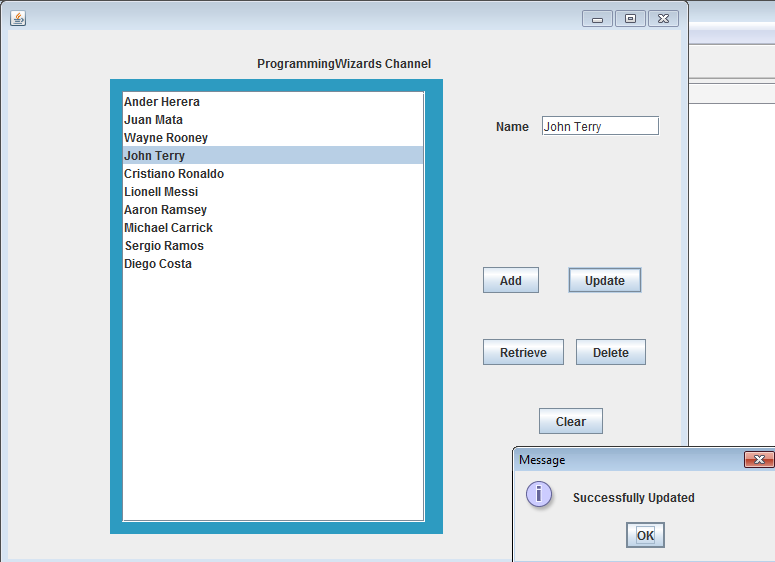 ProgrammingWizards Channel
Ander Herera
Juan Mata
Wayne Rooney
John Terry
Cristiano Ronaldo
Lionell Messi
Aaron Ramsey
Michael Carrick
Sergio Ramos
Diego Costa
Name John Terry
Add Update
Retrieve Delete
Clear
Message
Successfully Updated
OK